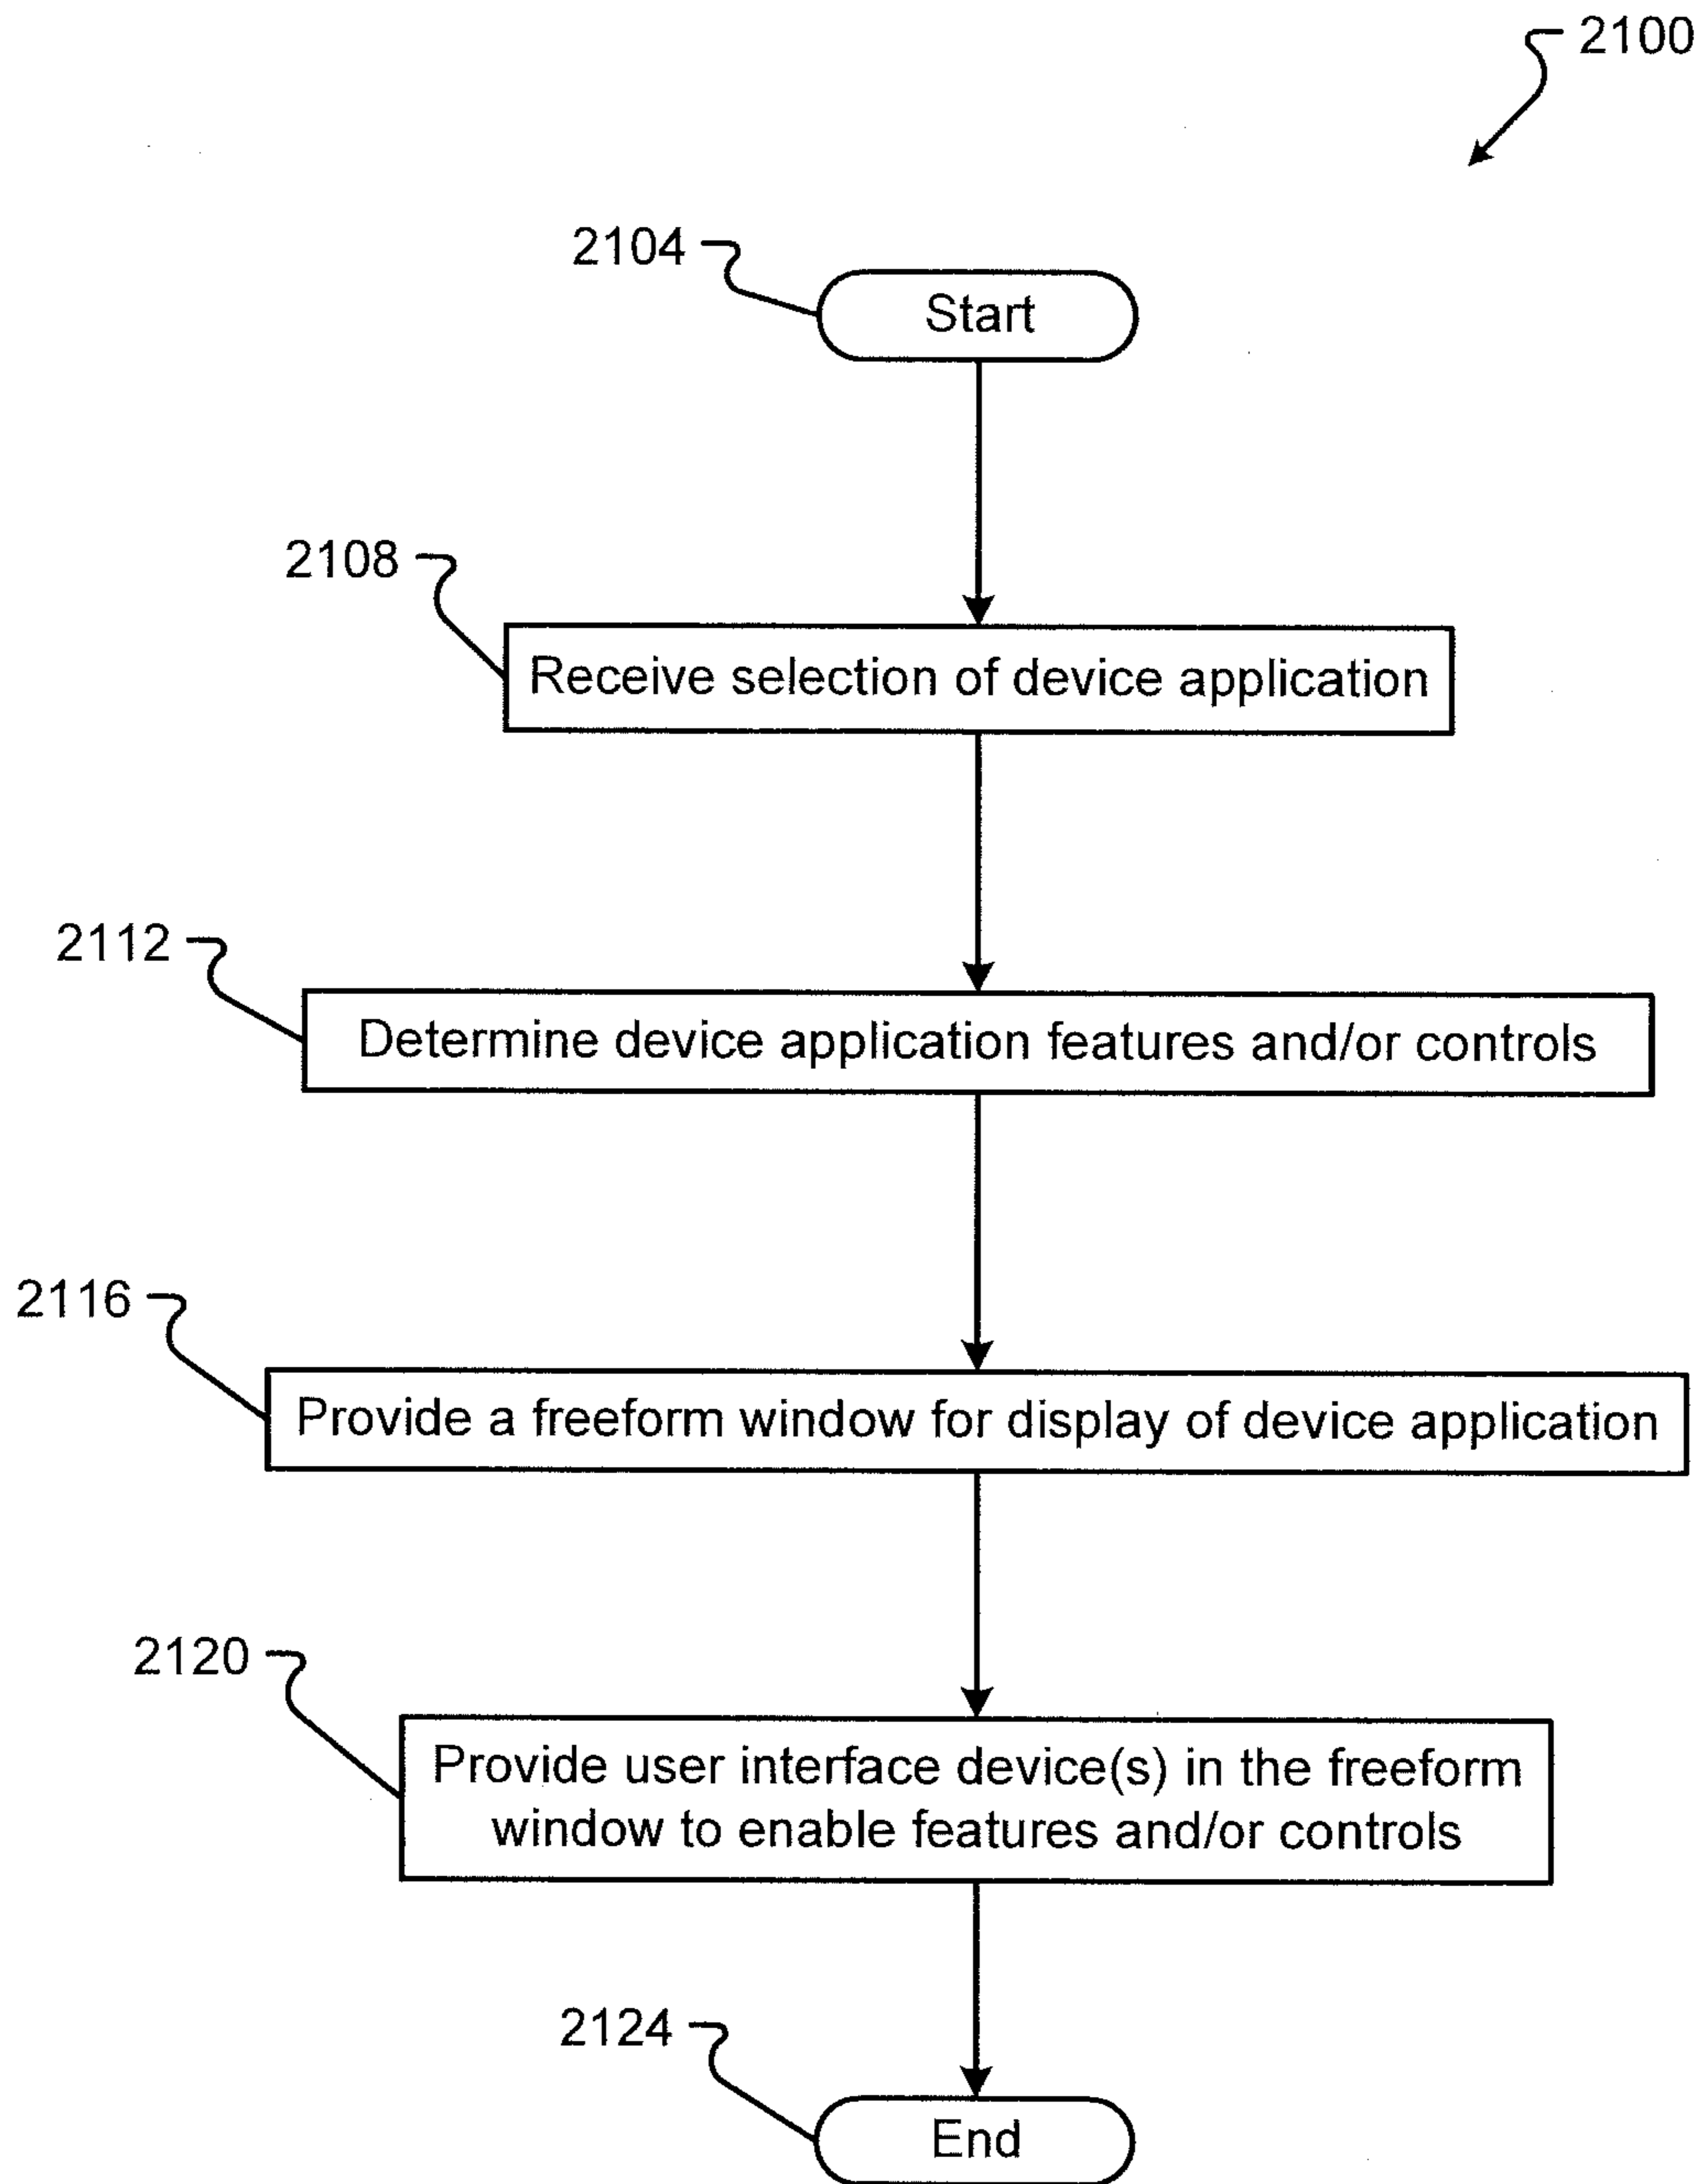 2100
2104
Start
2108
Receive selection of device application
2112
Determine device application features and/or controls
2116
Provide a freeform window for display of device application
2120
Provide user interface device(s) in the freeform
window to enable features and/or controls
2124
End